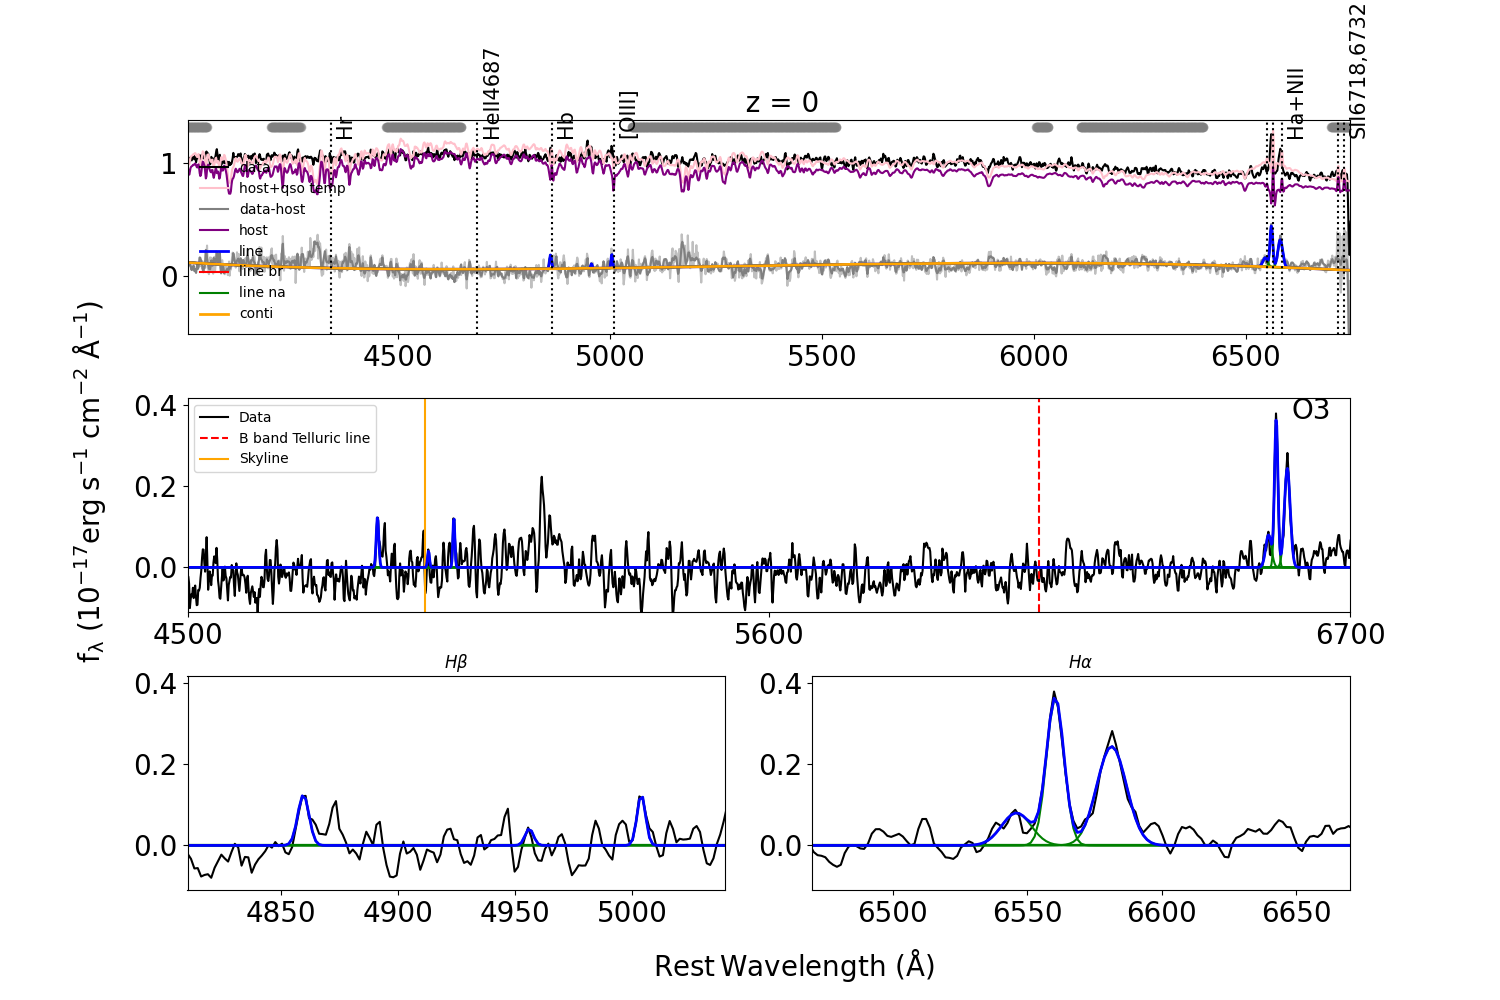 z = 0
Hr
HeII4687
Hb
[OIII]
Ha+NII
SII6718,6732
1
0
data
host+qso temp
data-host
host
line
line br
line na
conti
4500
5000
5500
6000
6500
fλ (10−17erg s−1 cm−2 Å−1)
0.4
0.2
0.0
Data
B band Telluric line
Skyline
O3
4500
5600
6700
Hβ
0.4
0.2
0.0
4850
4900
4950
5000
Hα
0.4
0.2
0.0
6500
6550
6600
6650
Rest Wavelength (Å)